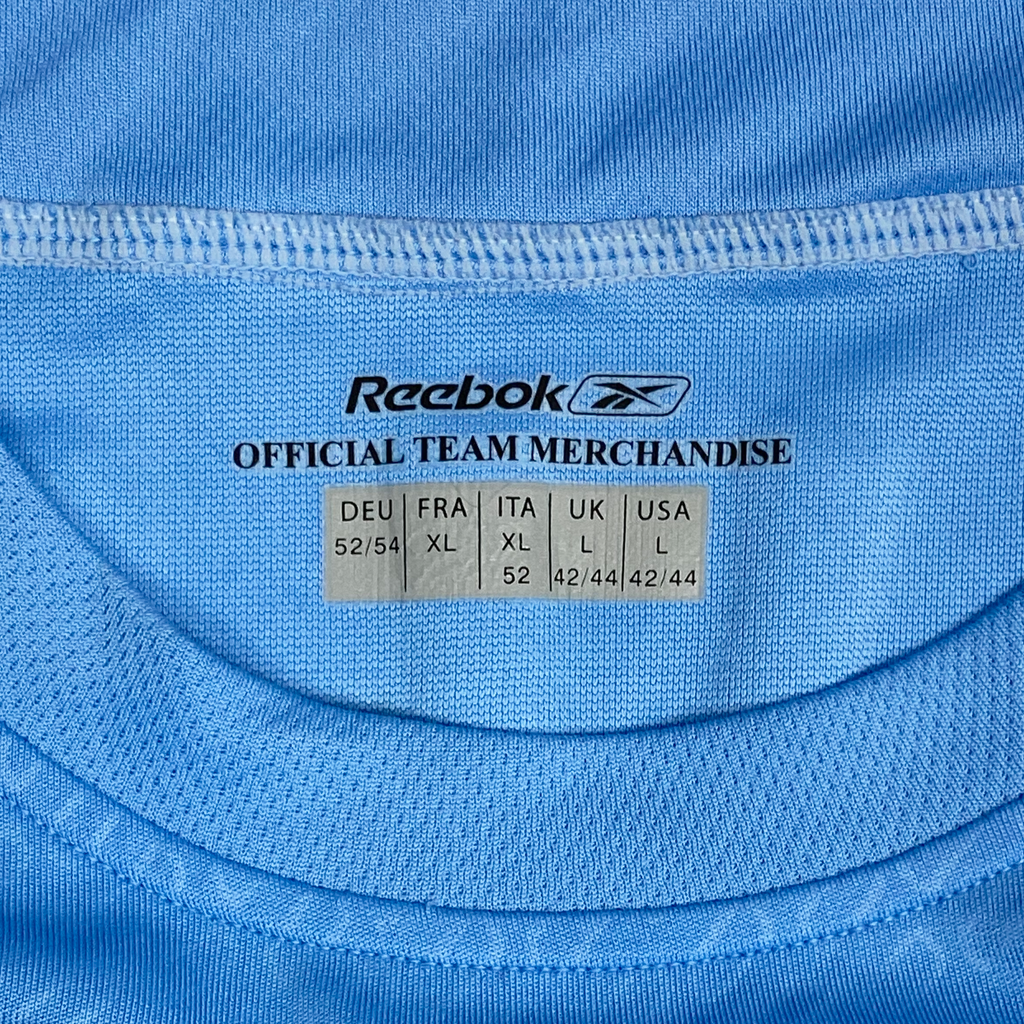 Reebok
OFFICIAL TEAM MERCHANDISE
DEU FRA ITA UK USA
52/54 XL XL L L
52 42/44 42/44